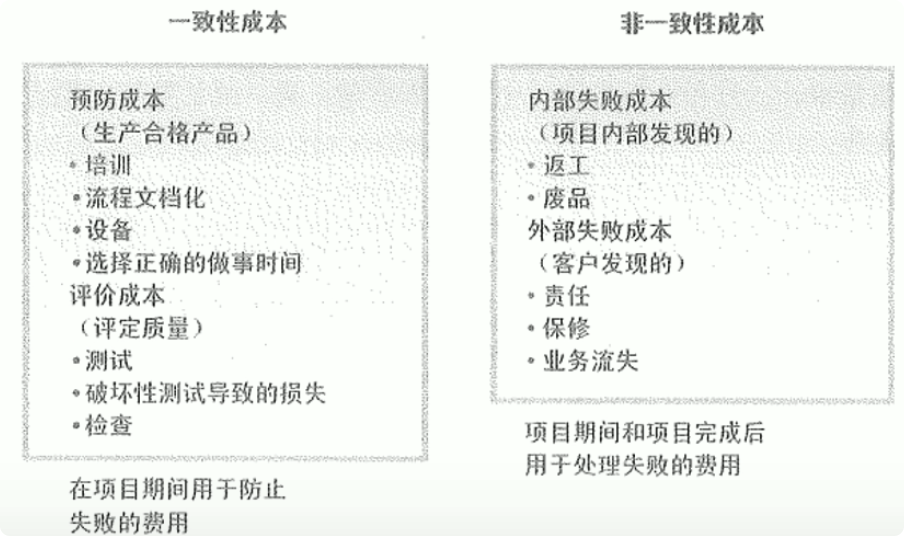 一致性成本
预防成本
（生产合格产品）
•培训
•流程文档化
•设备
•选择正确的做事时间
评价成本
（评定质量）
•测试
•破坏性测试导致的损失
•检查
在项目期间用于防止
失败的费用
非一致性成本
内部失败成本
（项目内部发现的）
•返工
•废品
外部失败成本
（客户发现的）
•责任
•保修
•业务流失
项目期间和项目完成后
用于处理失败的费用